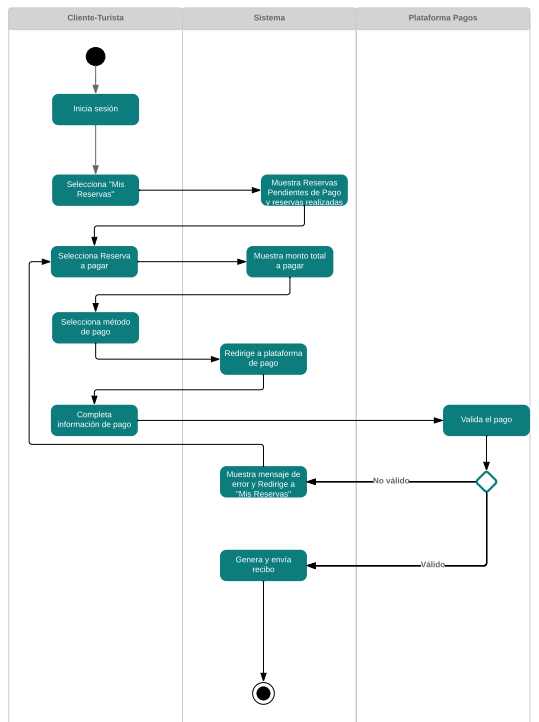 Cliente-Turista
Sistema
Plataforma Pagos
Inicia sesión
Selecciona "Mis
Reservas"
Muestra Reservas
Pendientes de Pago
y reservas realizadas
Selecciona Reserva
a pagar
Muestra monto total
a pagar
Selecciona método
de pago
Redirige a plataforma
de pago
Completa
información de pago
Valida el pago
Muestra mensaje de
error y Redirige a
"Mis Reservas"
No válido
Genera y envía
recibo
Válido